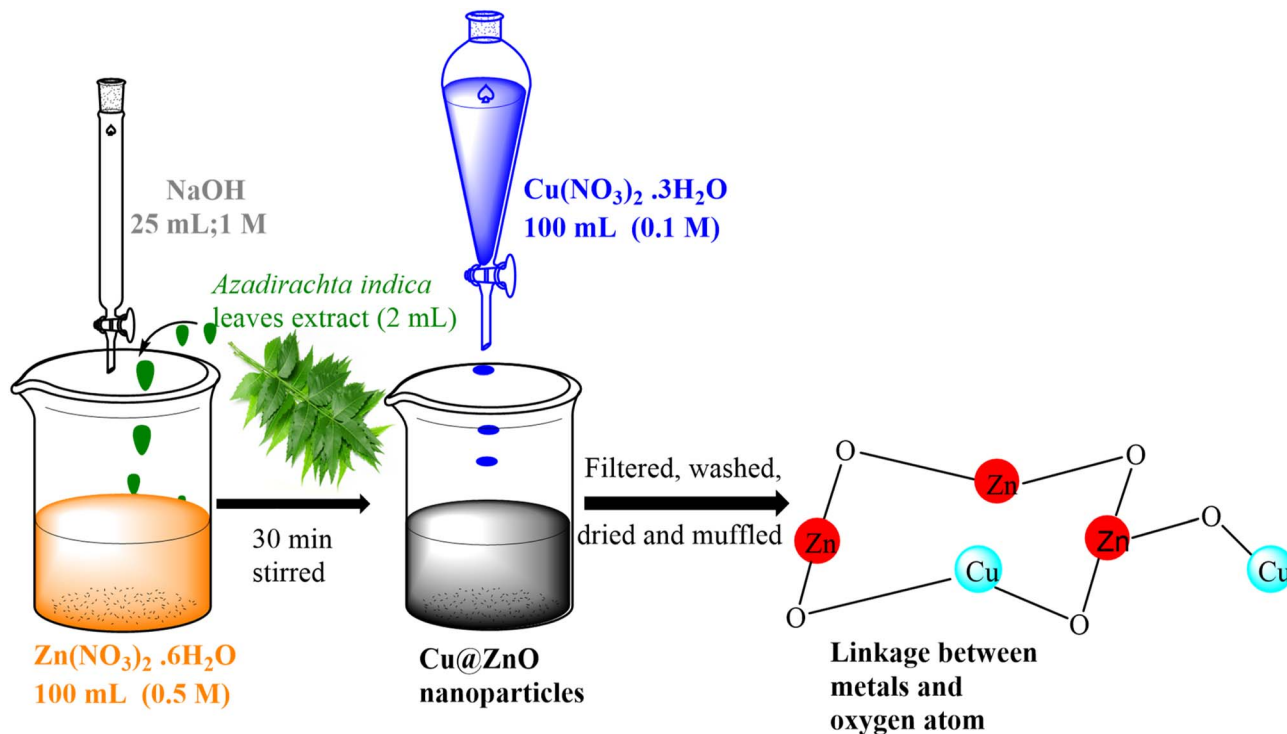 NaOH
25 mL;1 M
Azadirachta indica
leaves extract (2 mL)
Cu(NO₃)₂ .3H₂O
100 mL (0.1 M)
30 min
stirred
Filtered, washed,
dried and muffled
Zn(NO₃)₂ .6H₂O
100 mL (0.5 M)
Cu@ZnO
nanoparticles
O
O
Zn
Zn
Zn
O
Cu
Cu
O
O
Linkage between
metals and
oxygen atom